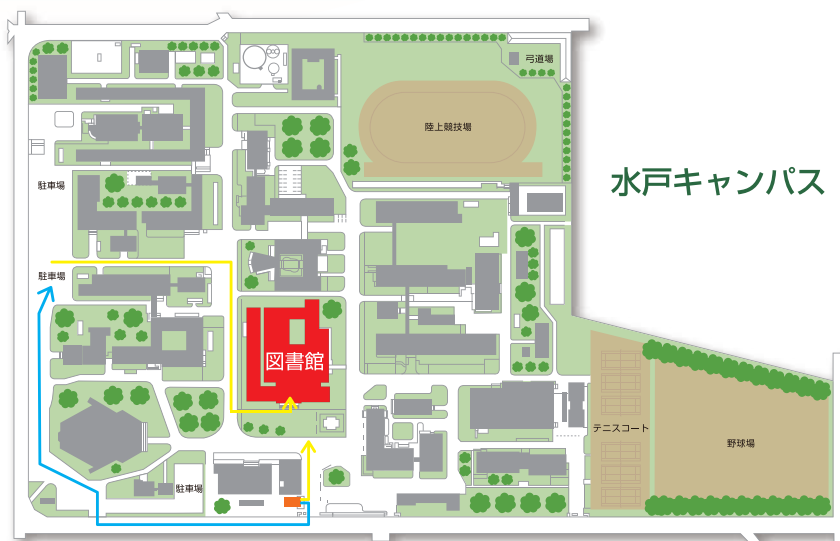 弓道場
陸上競技場
水戸キャンパス
駐車場
駐車場
図書館
テニスコート
野球場
駐車場